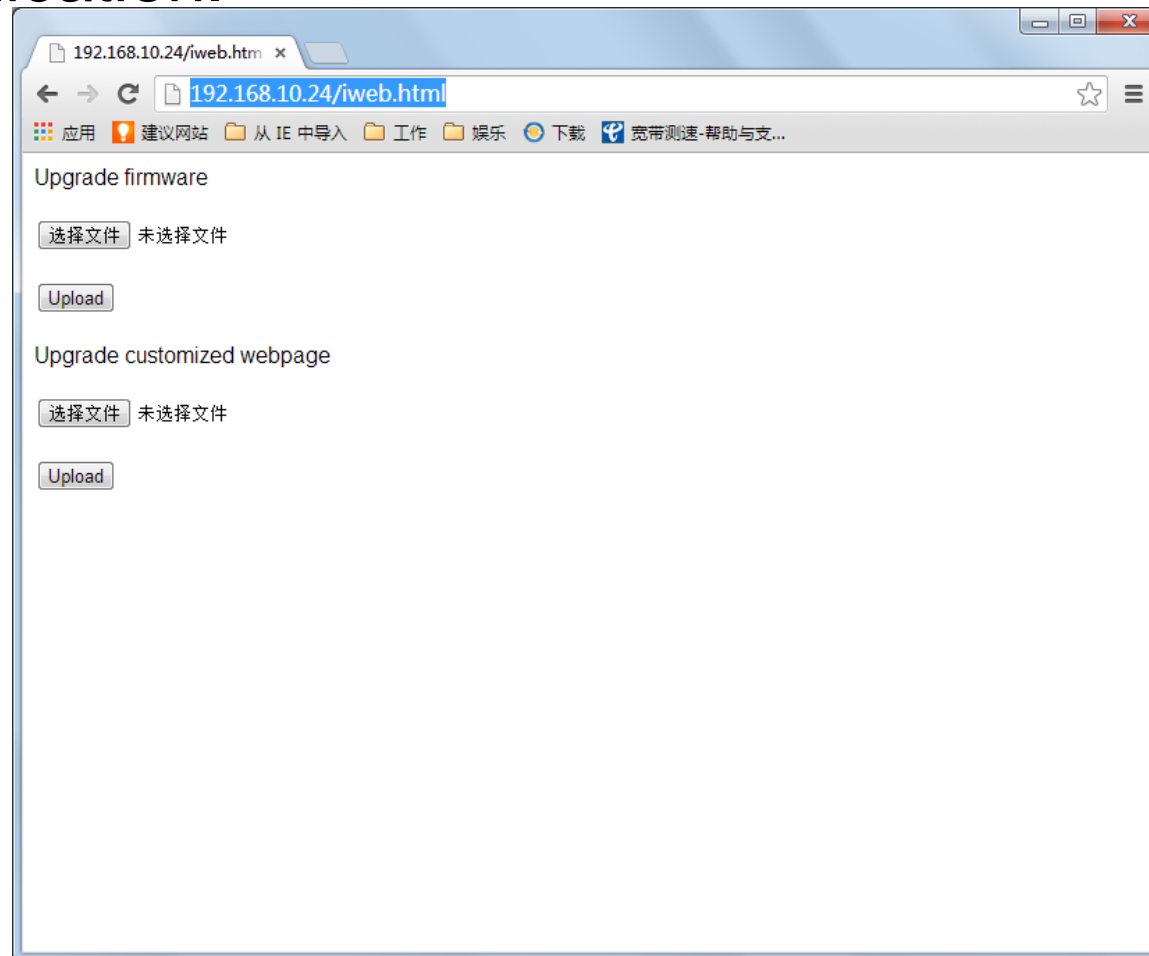 192.168.10.24/iweb.htm
192.168.10.24/iweb.html
应用 建议网站 从 IE 中导入 工作 娱乐 下载 宽带测速-帮助与支...
Upgrade firmware
选择文件 未选择文件
Upload
Upgrade customized webpage
选择文件 未选择文件
Upload